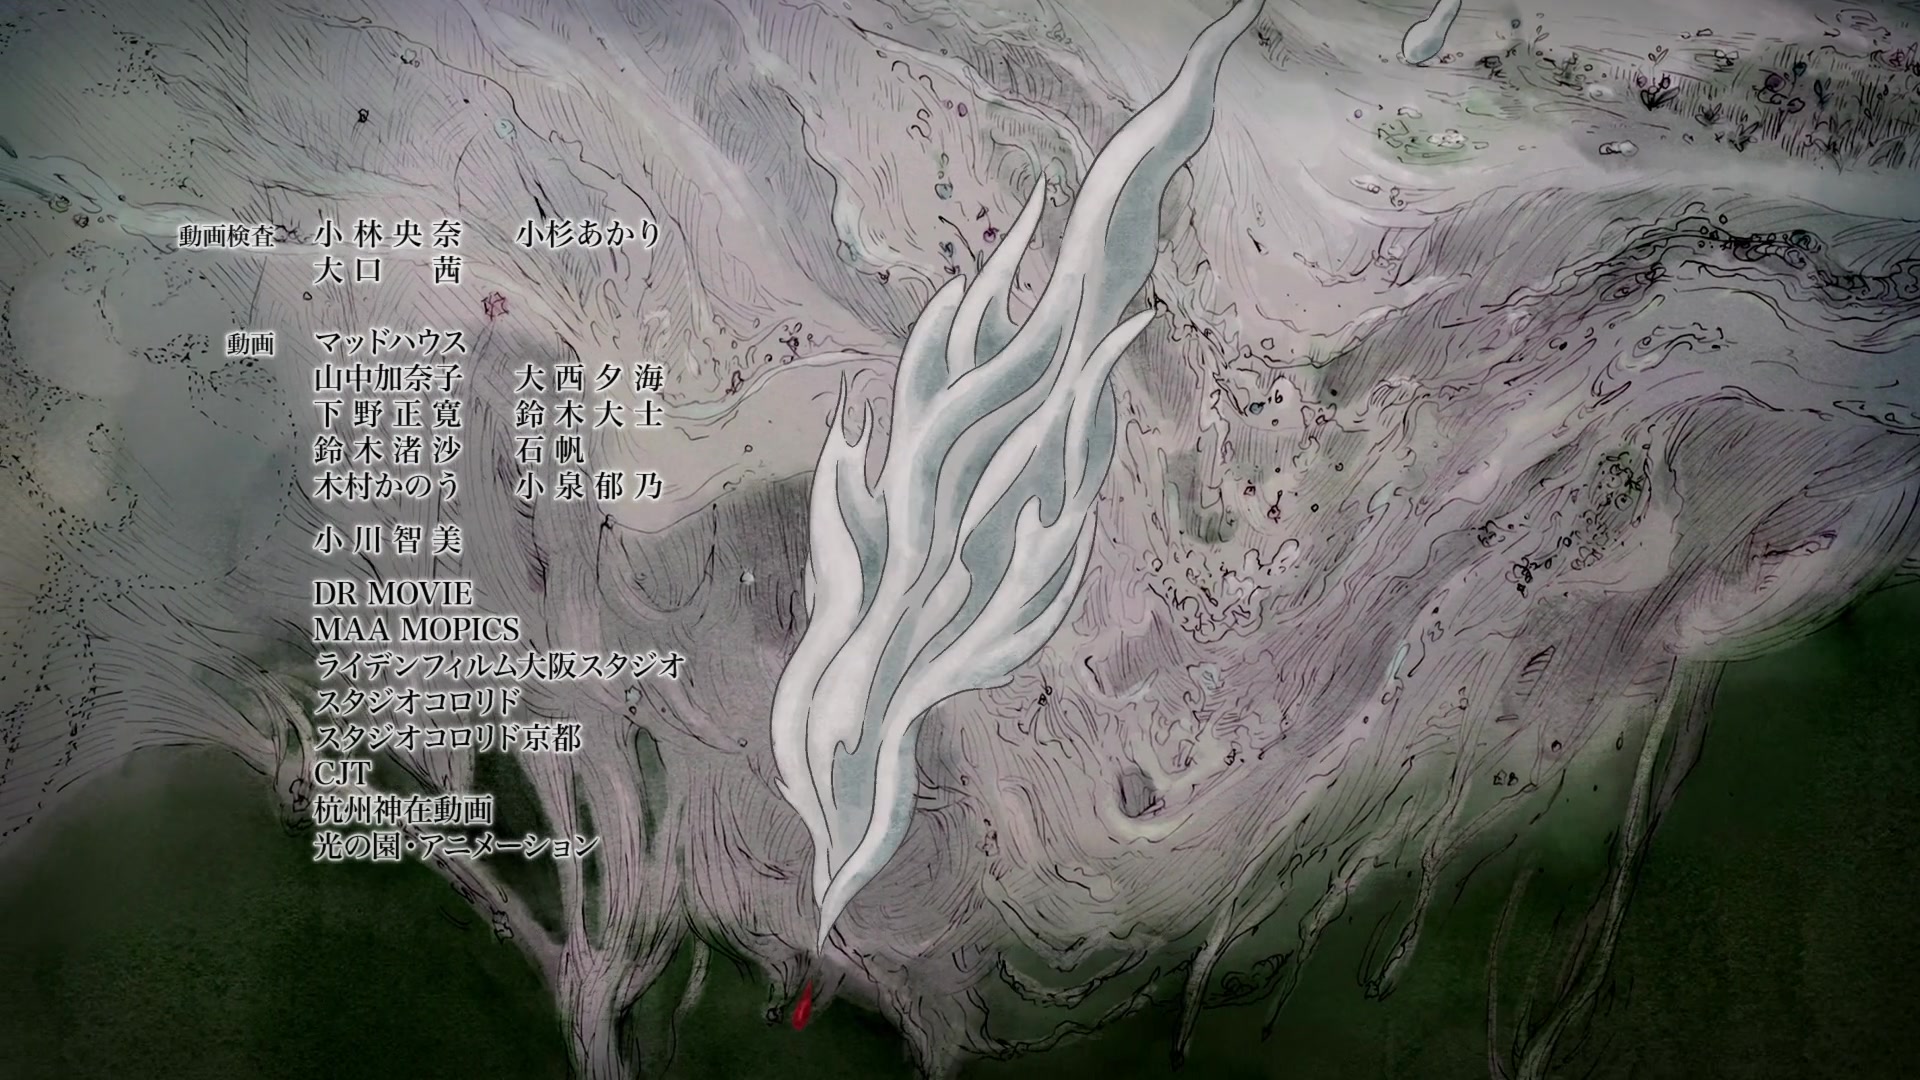 動画検査 小林央奈 小杉あかり
大口 茜
動画 マッドハウス
山中加奈子 大西夕海
下野正寛 鈴木大士
鈴木渚沙 石帆
木村かのう 小泉郁乃
小川智美
DR MOVIE
MAA MOPICS
ライデンフィルム大阪スタジオ
スタジオコロリド
スタジオコロリド京都
CJT
杭州神在動画
光の園・アニメーション